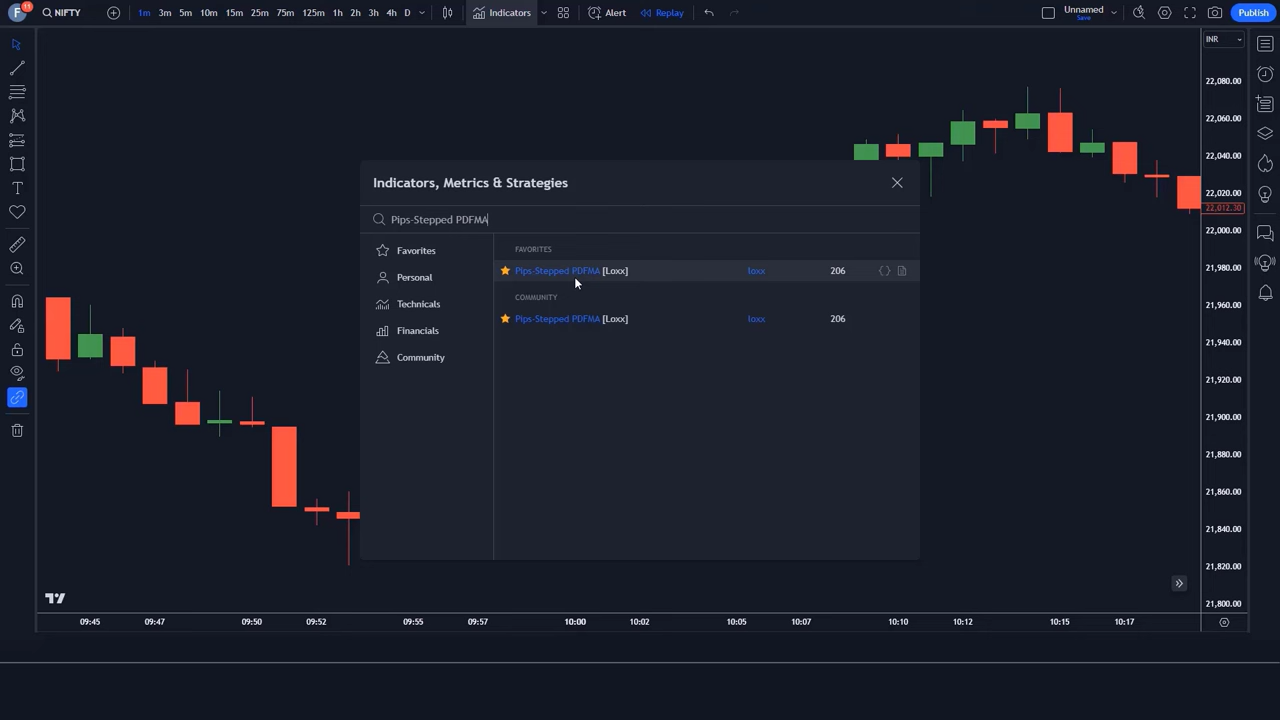 F 11 NIFTY 1m 3m 5m 10m 15m 25m 75m 125m 1h 2h 3h 4h D Indicators Alert Replay Unnamed Publish
Save
INR
22,080.00
22,060.00
22,040.00
22,020.00
22,012.30
22,000.00
21,980.00
21,960.00
21,940.00
21,920.00
21,900.00
21,880.00
21,860.00
21,840.00
21,820.00
21,800.00
Indicators, Metrics & Strategies
Pips-Stepped PDFMA
Favorites
Personal
Technicals
Financials
Community
FAVORITES
Pips-Stepped PDFMA [Loxx] loxx 206
COMMUNITY
Pips-Stepped PDFMA [Loxx] loxx 206
09:45 09:47 09:50 09:52 09:55 09:57 10:00 10:02 10:05 10:07 10:10 10:12 10:15 10:17